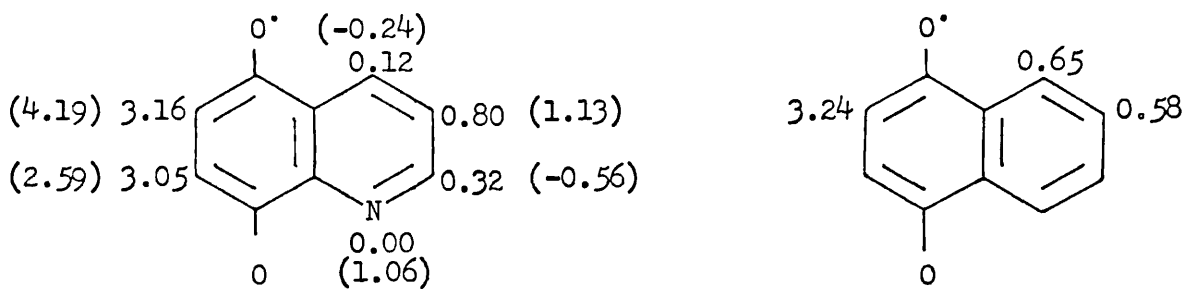 O• (-0.24) O•
0.12 0.65
(4.19) 3.16 0.80 (1.13) 3.24 0.58
(2.59) 3.05 0.32 (-0.56)
N
0.00
O (1.06) O